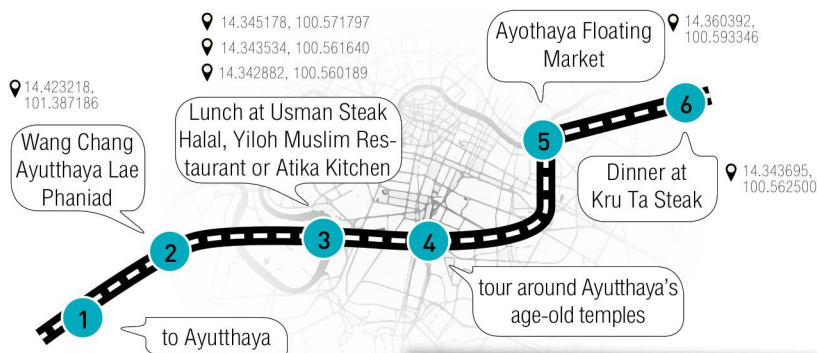 14.345178, 100.571797
14.343534, 100.561640
14.342882, 100.560189
14.423218,
101.387186
Wang Chang
Ayutthaya Lae
Phaniad
Lunch at Usman Steak
Halal, Yiloh Muslim Res-
taurant or Atika Kitchen
Ayothaya Floating
Market
14.360392,
100.593346
1
2
3
4
5
6
to Ayutthaya
tour around Ayutthaya's
age-old temples
Dinner at
Kru Ta Steak
14.343695,
100.562500